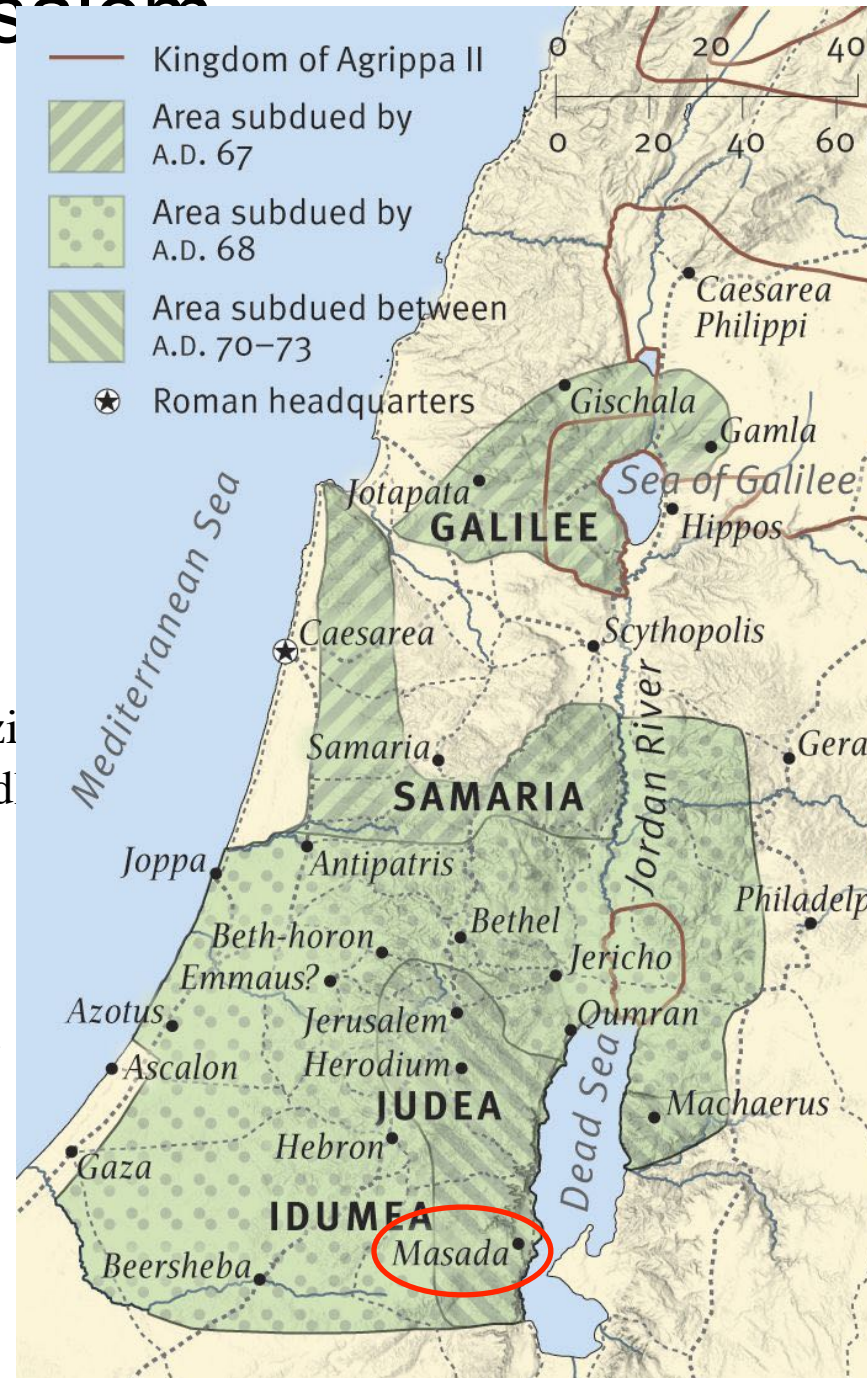 Kingdom of Agrippa II
Area subdued by
A.D. 67
Area subdued by
A.D. 68
Area subdued between
A.D. 70–73
Roman headquarters
0 20 40
0 20 40 60
Caesarea
Philippi
Gischala
Gamla
Jotapata
Sea of Galilee
GALILEE
Hippos
Mediterranean Sea
Caesarea
Scythopolis
Jordan River
Samaria
Gera
SAMARIA
Joppa
Antipatris
Philadelp
Bethel
Beth-horon
Jericho
Emmaus?
Azotus
Jerusalem
Qumran
Ascalon
Herodium
JUDEA
Machaerus
Dead Sea
Hebron
Gaza
IDUMEA
Masada
Beersheba